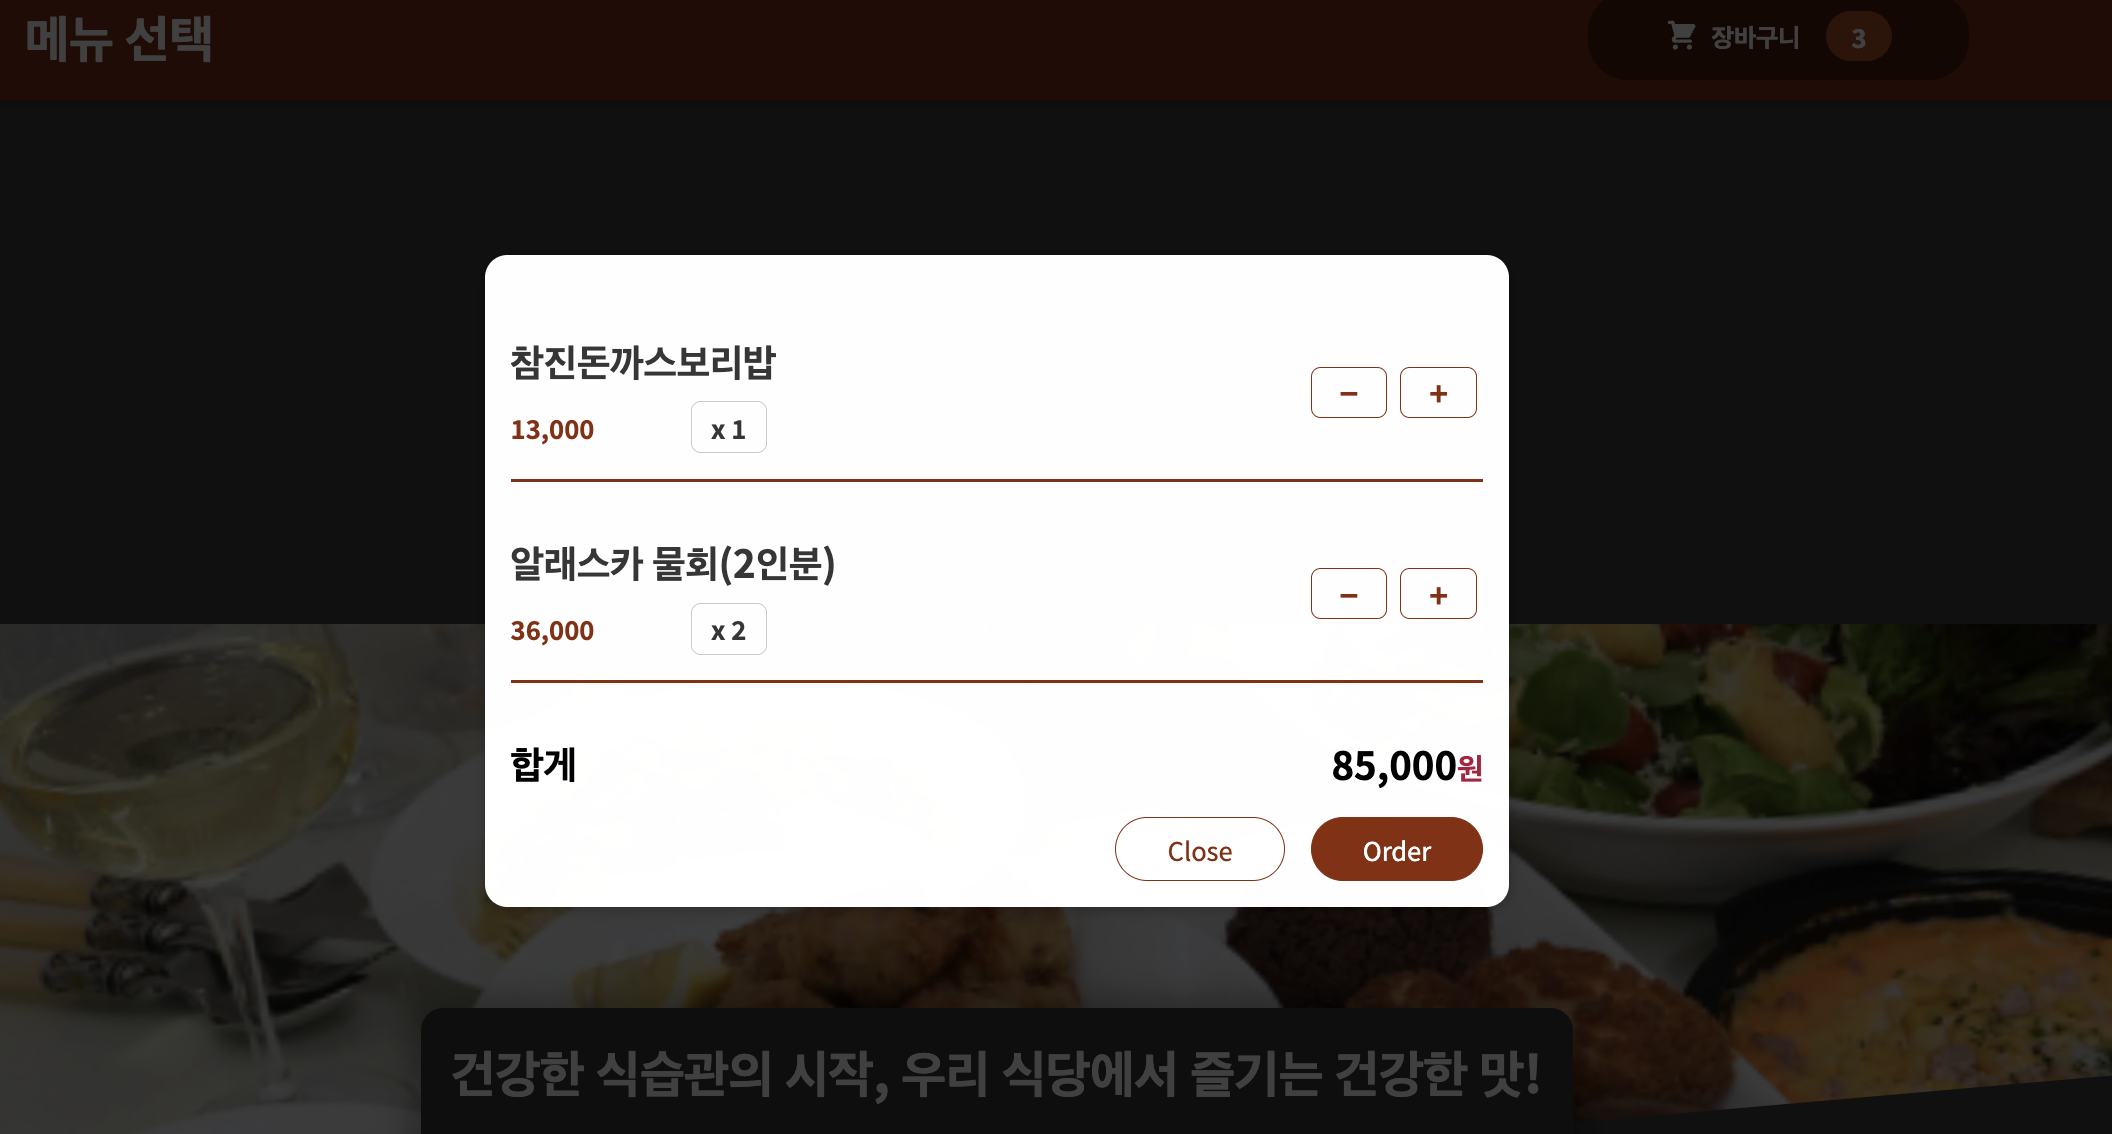 메뉴 선택
장바구니 3
참진돈까스보리밥
13,000 x 1
− +
알래스카 물회(2인분)
36,000 x 2
− +
합게 85,000원
Close Order
건강한 식습관의 시작, 우리 식당에서 즐기는 건강한 맛!